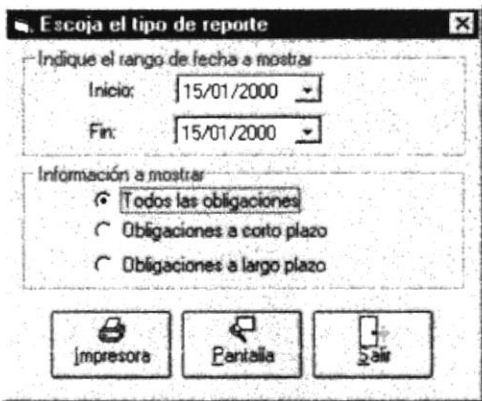 Escoja el tipo de reporte
Indique el rango de fecha a mostrar
Inicio: 15/01/2000
Fin: 15/01/2000
Información a mostrar
Todos las obligaciones
Obligaciones a corto plazo
Obligaciones a largo plazo
Impresora Pantalla Salir